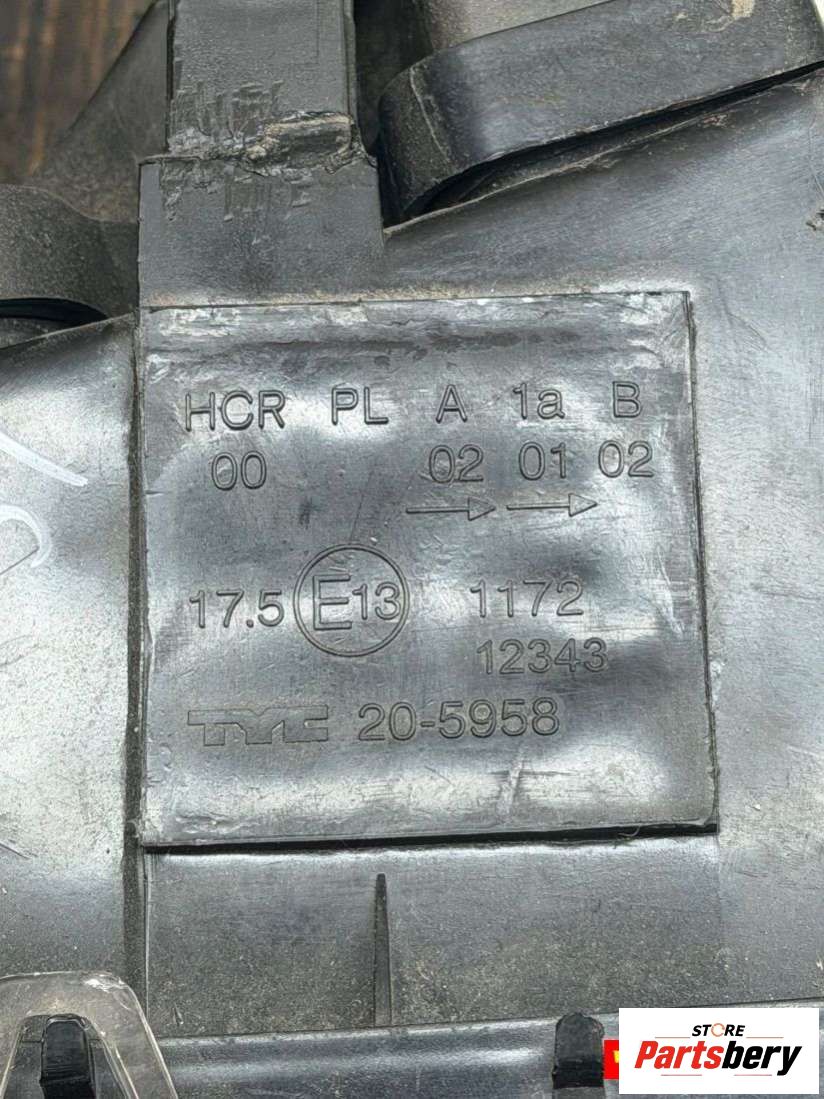 HCR PL A 1a B
00 02 01 02
→ →
17.5 E13 1172
12343
TYC 20-5958
STORE
Partsbery